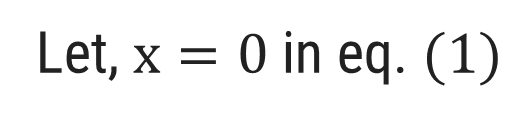 Let, x = 0 in eq. (1)